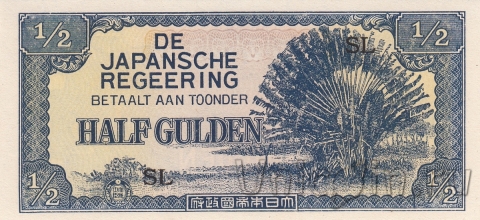 1/2
1/2
DE
JAPANSCHE
REGEERING
BETAALT AAN TOONDER
HALF GULDEN
SL
SL
1/2
1/2
府政國帝本日大